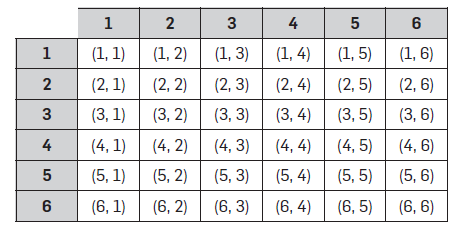 1 2 3 4 5 6
1 (1, 1) (1, 2) (1, 3) (1, 4) (1, 5) (1, 6)
2 (2, 1) (2, 2) (2, 3) (2, 4) (2, 5) (2, 6)
3 (3, 1) (3, 2) (3, 3) (3, 4) (3, 5) (3, 6)
4 (4, 1) (4, 2) (4, 3) (4, 4) (4, 5) (4, 6)
5 (5, 1) (5, 2) (5, 3) (5, 4) (5, 5) (5, 6)
6 (6, 1) (6, 2) (6, 3) (6, 4) (6, 5) (6, 6)